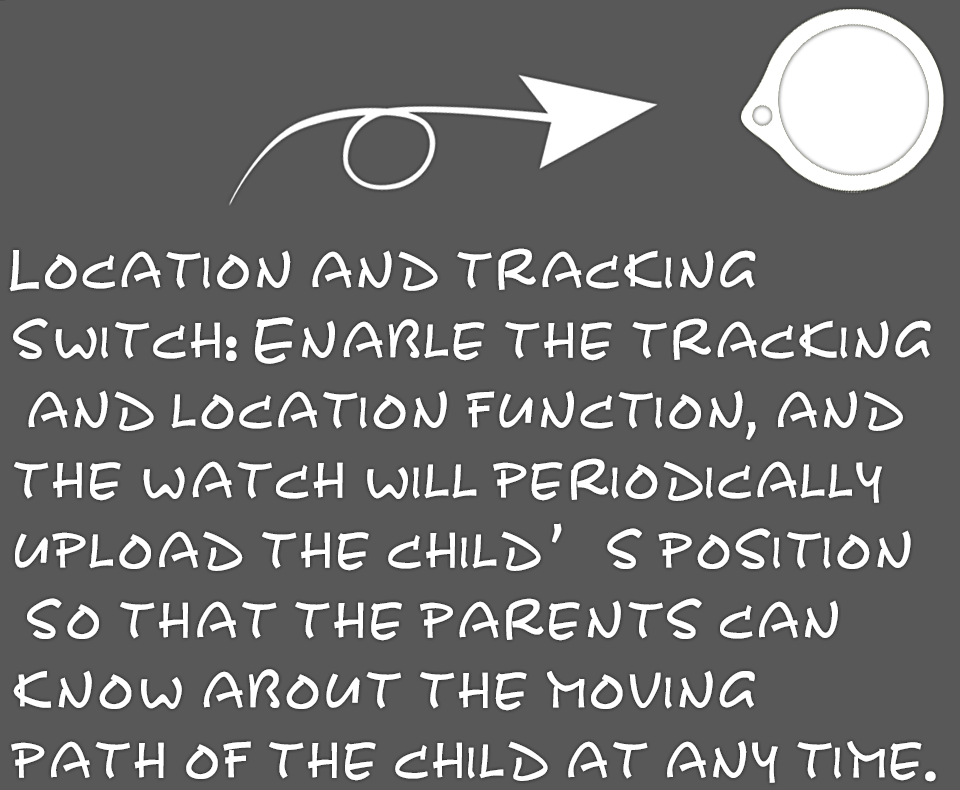 Location and tracking
Switch: Enable the tracking
and location function, and
the watch will periodically
upload the child's position
so that the parents can
know about the moving
path of the child at any time.